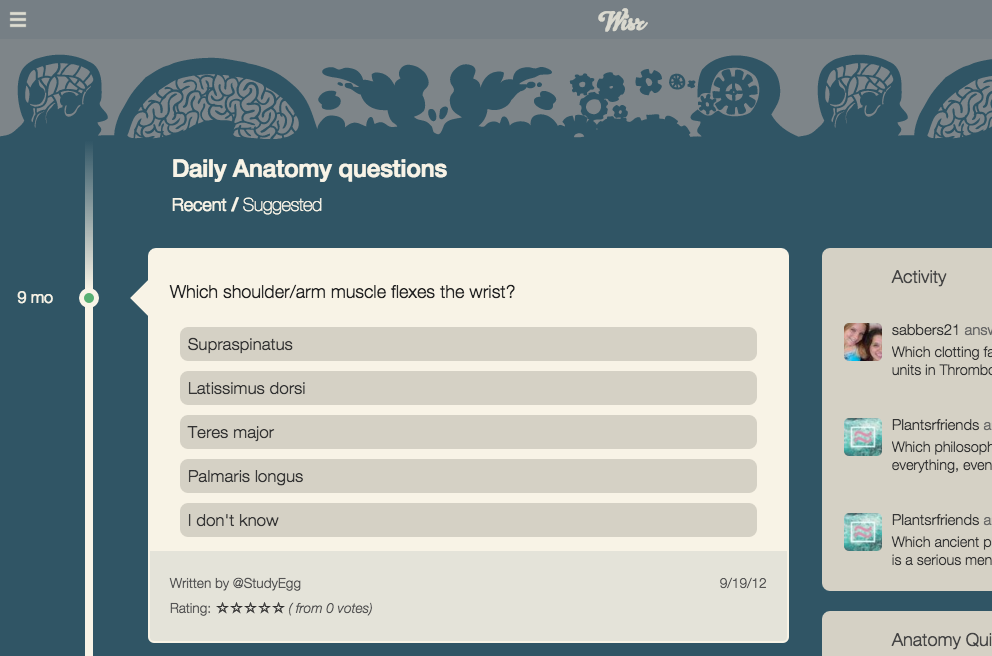 Wisr
Daily Anatomy questions
Recent / Suggested
9 mo
Which shoulder/arm muscle flexes the wrist?
Supraspinatus
Latissimus dorsi
Teres major
Palmaris longus
I don't know
Written by @StudyEgg
9/19/12
Rating: ☆☆☆☆☆ ( from 0 votes)
Activity
sabbers21 answ
Which clotting fa
units in Thrombo
Plantsrfriends a
Which philosoph
everything, even
Plantsrfriends a
Which ancient p
is a serious men
Anatomy Qui